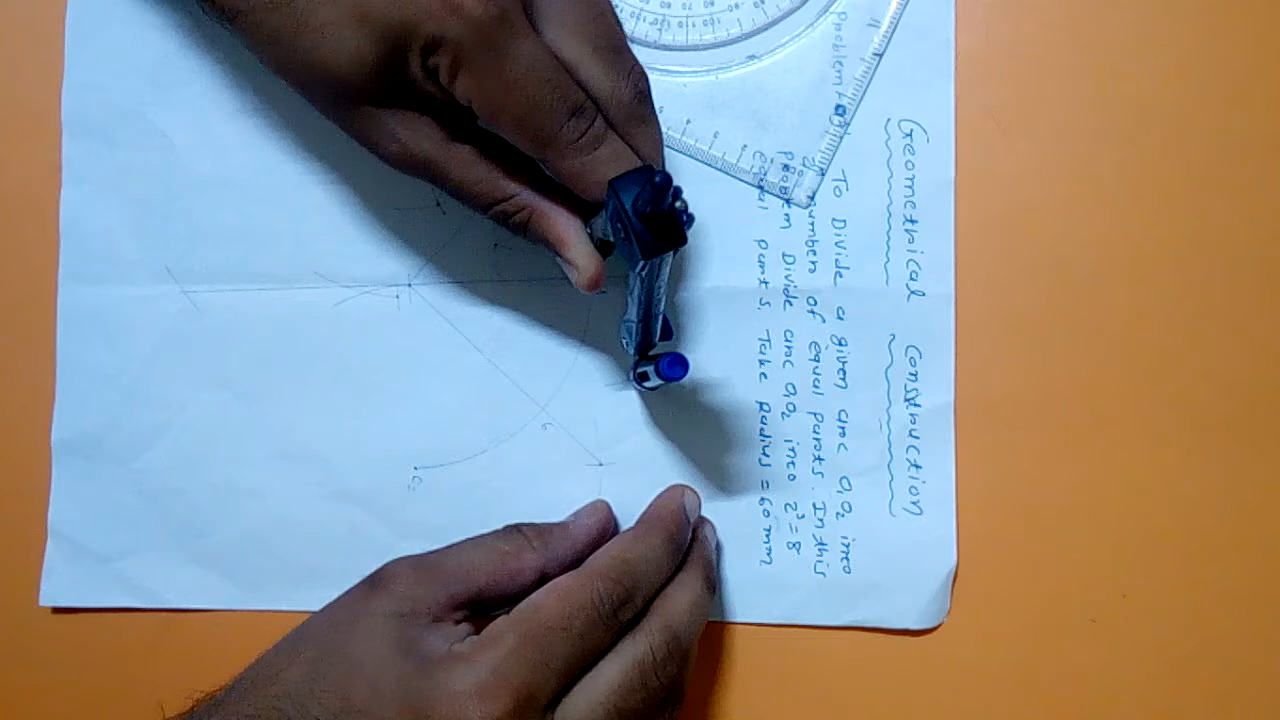 Geometrical Construction
Problem
To Divide a given arc O₁O₂ into
numbers of equal parts. In this
problem Divide arc O₁O₂ into 2³ = 8
equal parts. Take radius = 60 mm